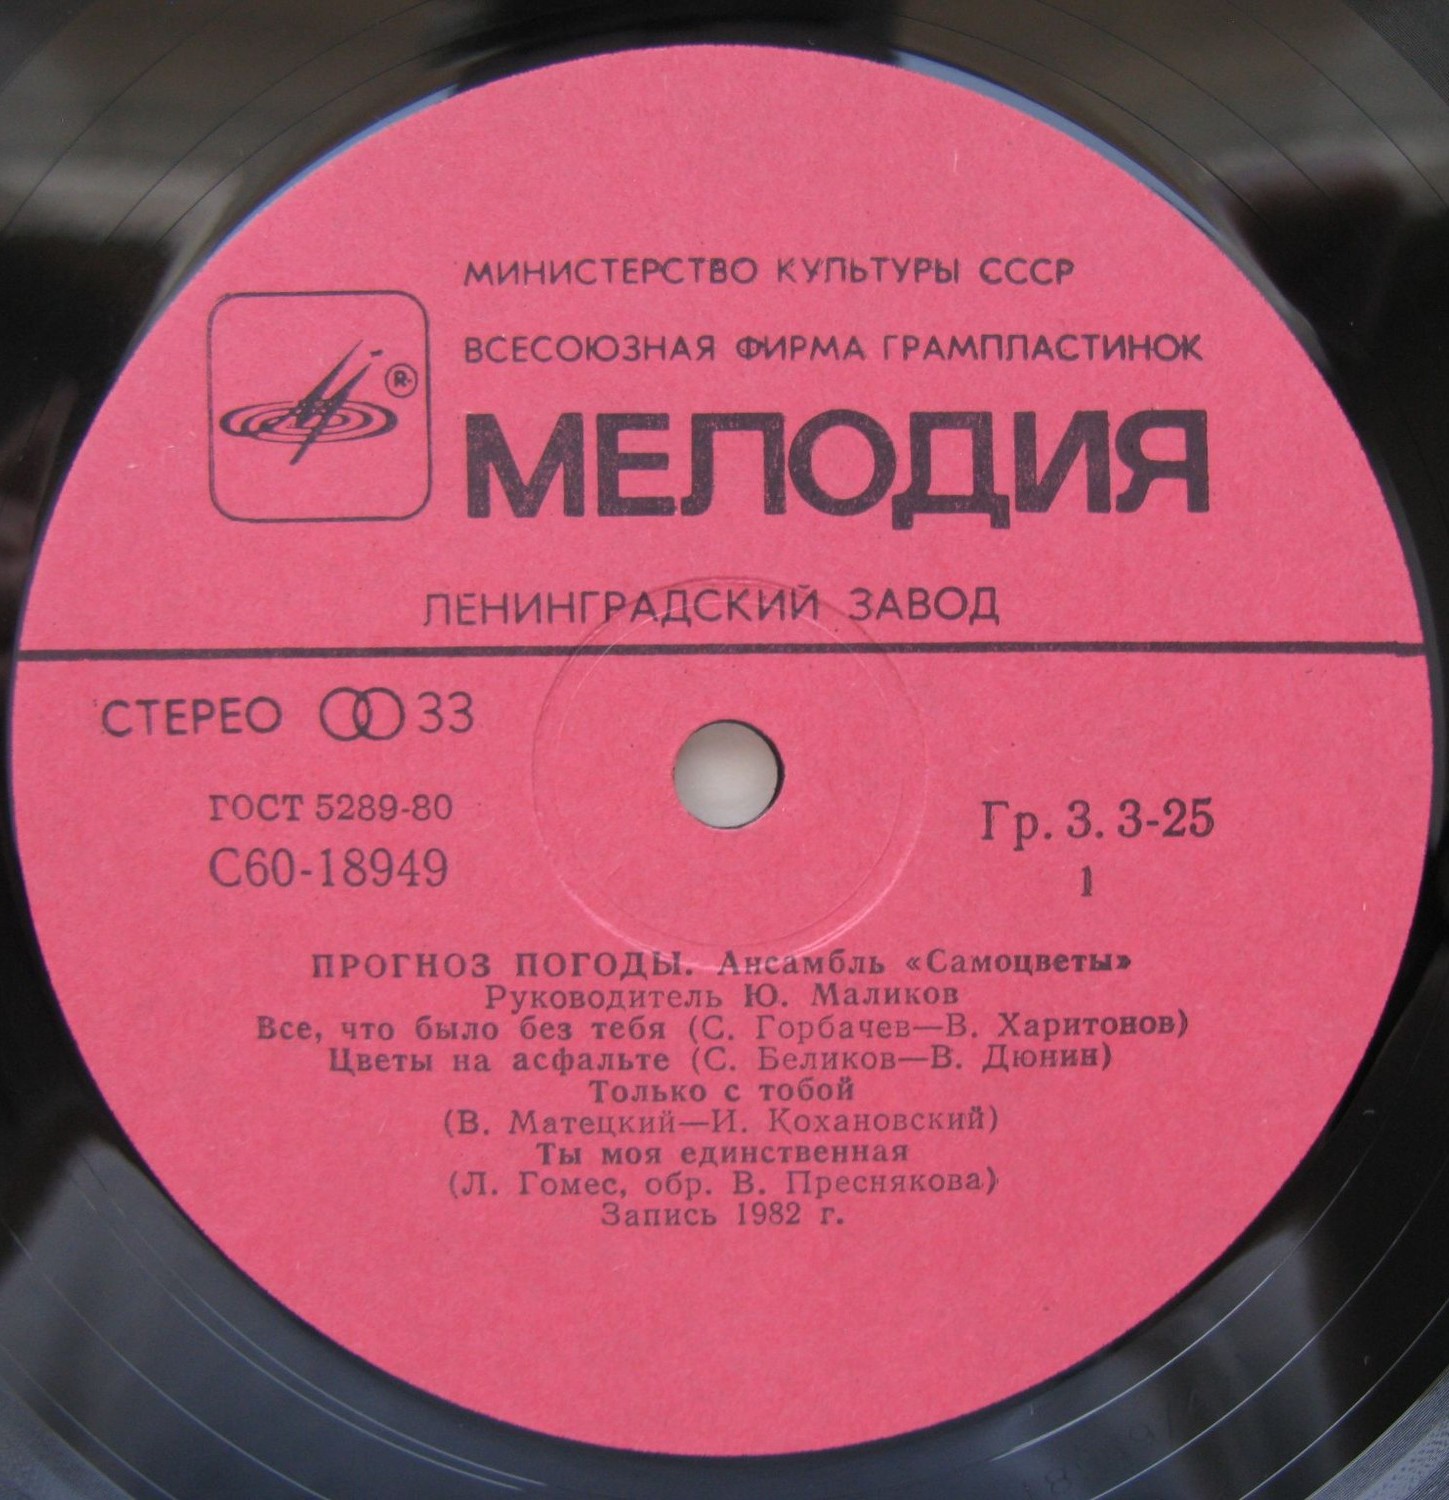 МИНИСТЕРСТВО КУЛЬТУРЫ СССР
ВСЕСОЮЗНАЯ ФИРМА ГРАМПЛАСТИНОК
®
МЕЛОДИЯ
ЛЕНИНГРАДСКИЙ ЗАВОД
СТЕРЕО 33
ГОСТ 5289-80
Гр. 3. 3-25
С60-18949
1
ПРОГНОЗ ПОГОДЫ. Ансамбль «Самоцветы»
Руководитель Ю. Маликов
Все, что было без тебя (С. Горбачев—В. Харитонов)
Цветы на асфальте (С. Беликов—В. Дюнин)
Только с тобой
(В. Матецкий—И. Кохановский)
Ты моя единственная
(Л. Гомес, обр. В. Преснякова)
Запись 1982 г.